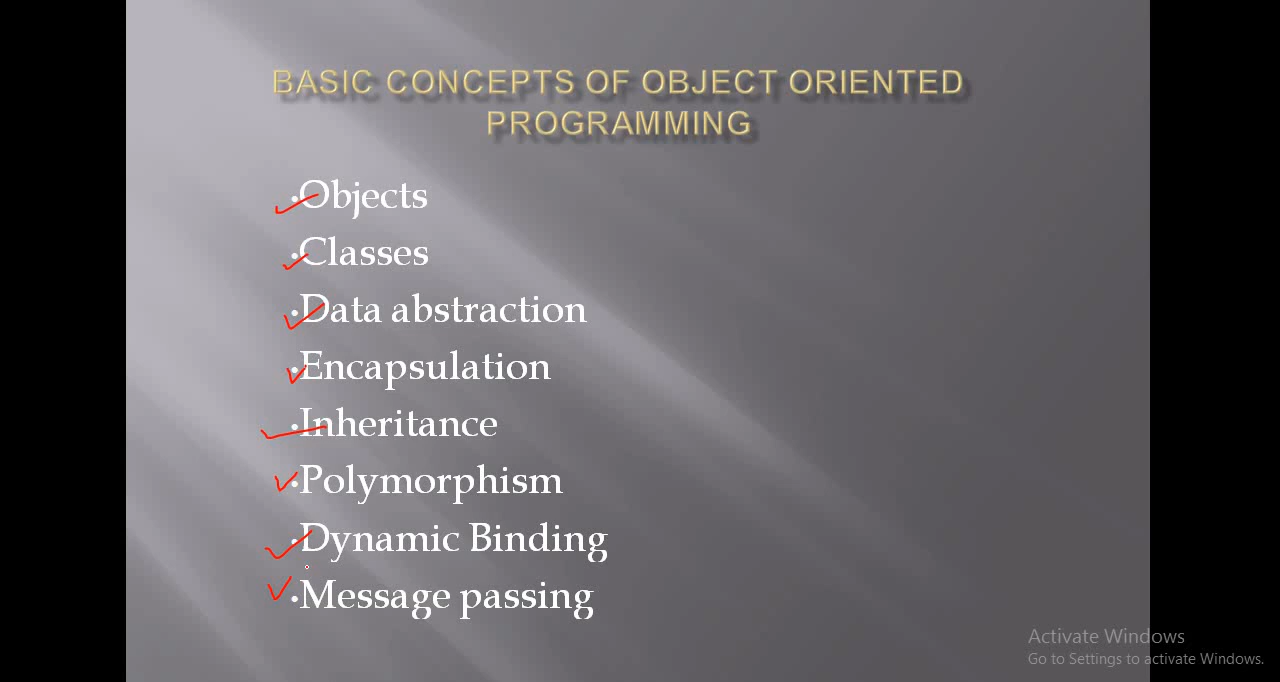 BASIC CONCEPTS OF OBJECT ORIENTED
PROGRAMMING
•Objects
•Classes
•Data abstraction
•Encapsulation
•Inheritance
•Polymorphism
•Dynamic Binding
•Message passing
Activate Windows
Go to Settings to activate Windows.